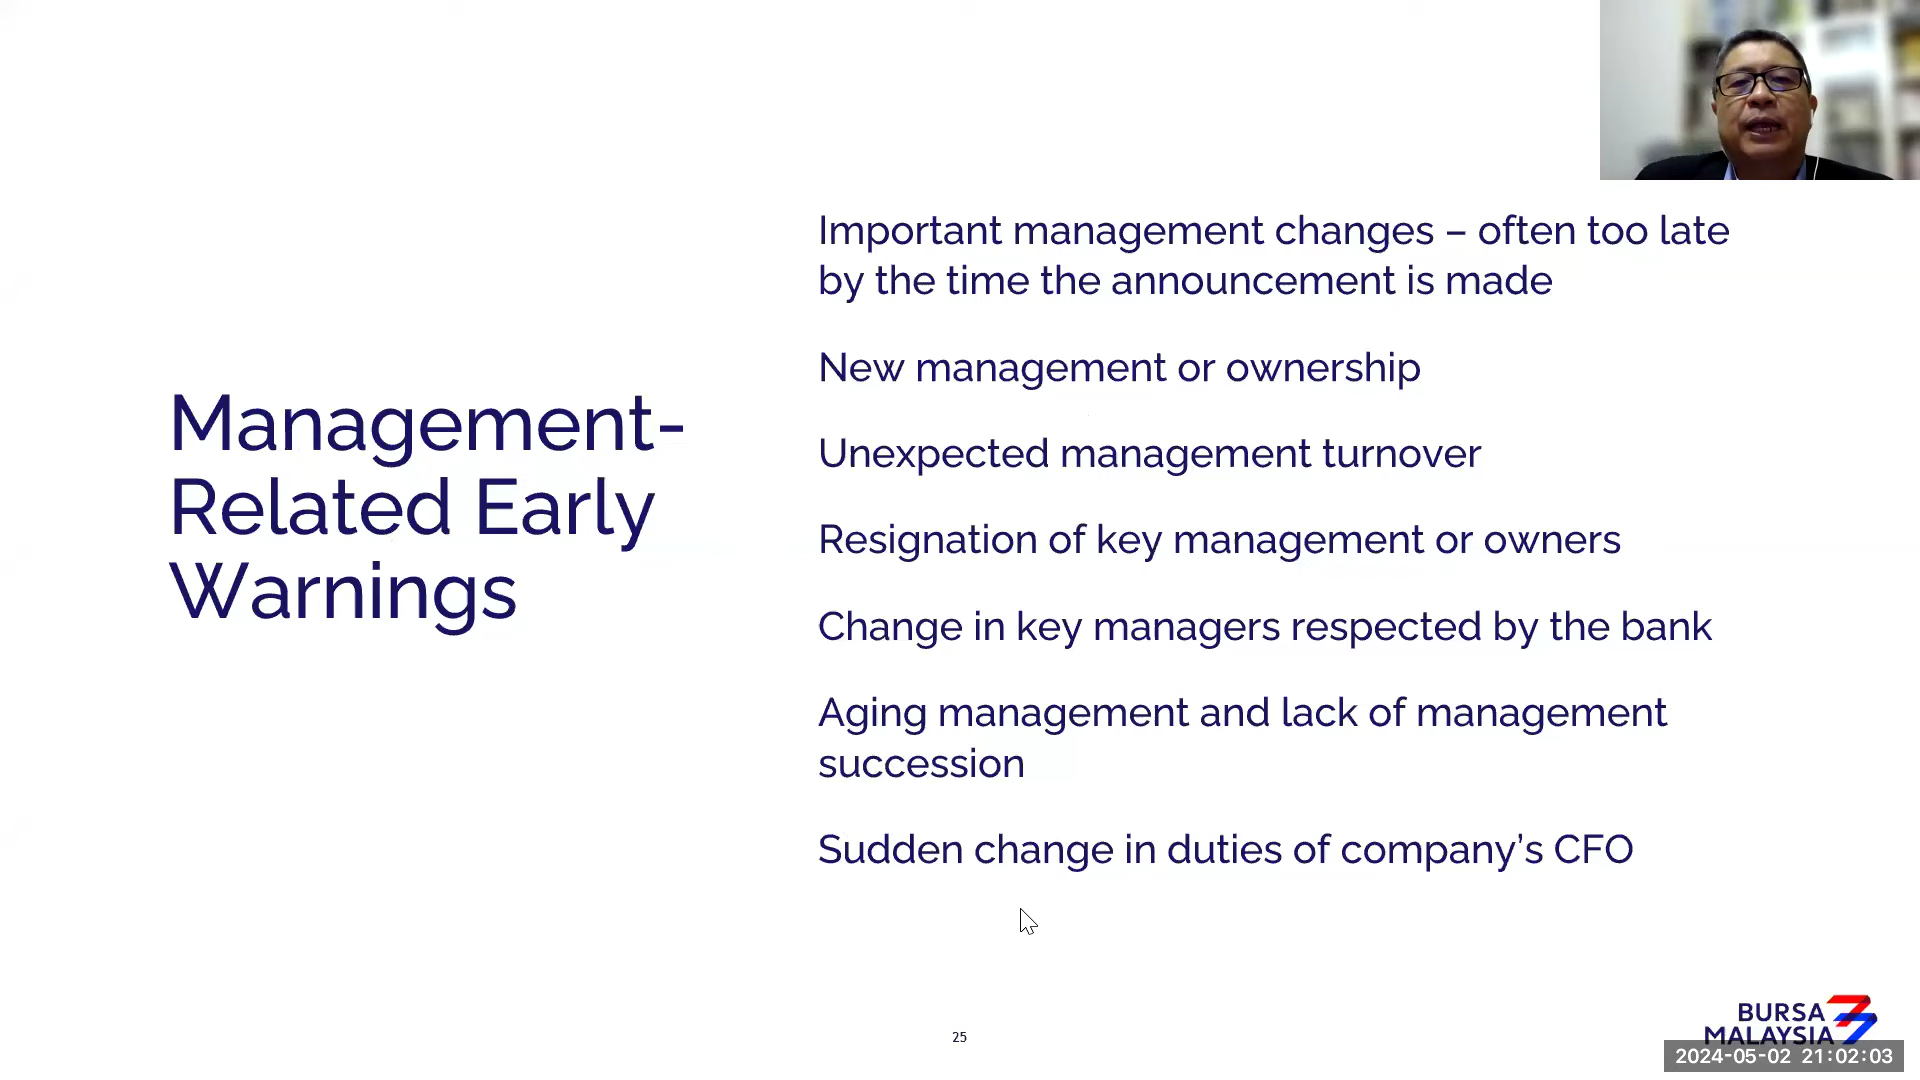 Management-
Related Early
Warnings
Important management changes – often too late
by the time the announcement is made
New management or ownership
Unexpected management turnover
Resignation of key management or owners
Change in key managers respected by the bank
Aging management and lack of management
succession
Sudden change in duties of company’s CFO
25
BURSA
MALAYSIA
2024-05-02 21:02:03